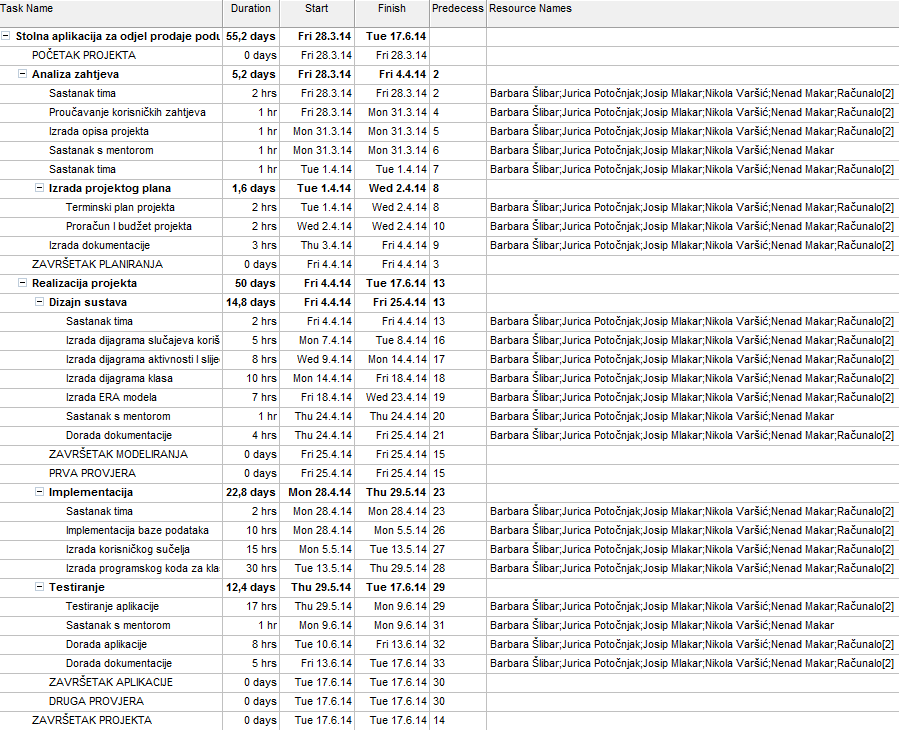 Task Name Duration Start Finish Predecess Resource Names
Stolna aplikacija za odjel prodaje podu 55,2 days Fri 28.3.14 Tue 17.6.14
POČETAK PROJEKTA 0 days Fri 28.3.14 Fri 28.3.14
Analiza zahtjeva 5,2 days Fri 28.3.14 Fri 4.4.14 2
Sastanak tima 2 hrs Fri 28.3.14 Fri 28.3.14 2 Barbara Šlibar;Jurica Potočnjak;Josip Mlakar;Nikola Varšić;Nenad Makar;Računalo[2]
Proučavanje korisničkih zahtjeva 1 hr Fri 28.3.14 Mon 31.3.14 4 Barbara Šlibar;Jurica Potočnjak;Josip Mlakar;Nikola Varšić;Nenad Makar;Računalo[2]
Izrada opisa projekta 1 hr Mon 31.3.14 Mon 31.3.14 5 Barbara Šlibar;Jurica Potočnjak;Josip Mlakar;Nikola Varšić;Nenad Makar;Računalo[2]
Sastanak s mentorom 1 hr Mon 31.3.14 Mon 31.3.14 6 Barbara Šlibar;Jurica Potočnjak;Josip Mlakar;Nikola Varšić;Nenad Makar
Sastanak tima 1 hr Tue 1.4.14 Tue 1.4.14 7 Barbara Šlibar;Jurica Potočnjak;Josip Mlakar;Nikola Varšić;Nenad Makar;Računalo[2]
Izrada projektog plana 1,6 days Tue 1.4.14 Wed 2.4.14 8
Terminski plan projekta 2 hrs Tue 1.4.14 Wed 2.4.14 8 Barbara Šlibar;Jurica Potočnjak;Josip Mlakar;Nikola Varšić;Nenad Makar;Računalo[2]
Proračun I budžet projekta 2 hrs Wed 2.4.14 Wed 2.4.14 10 Barbara Šlibar;Jurica Potočnjak;Josip Mlakar;Nikola Varšić;Nenad Makar;Računalo[2]
Izrada dokumentacije 3 hrs Thu 3.4.14 Fri 4.4.14 9 Barbara Šlibar;Jurica Potočnjak;Josip Mlakar;Nikola Varšić;Nenad Makar;Računalo[2]
ZAVRŠETAK PLANIRANJA 0 days Fri 4.4.14 Fri 4.4.14 3
Realizacija projekta 50 days Fri 4.4.14 Tue 17.6.14 13
Dizajn sustava 14,8 days Fri 4.4.14 Fri 25.4.14 13
Sastanak tima 2 hrs Fri 4.4.14 Fri 4.4.14 13 Barbara Šlibar;Jurica Potočnjak;Josip Mlakar;Nikola Varšić;Nenad Makar;Računalo[2]
Izrada dijagrama slučajeva koriš 5 hrs Mon 7.4.14 Tue 8.4.14 16 Barbara Šlibar;Jurica Potočnjak;Josip Mlakar;Nikola Varšić;Nenad Makar;Računalo[2]
Izrada dijagrama aktivnosti I slije 8 hrs Wed 9.4.14 Mon 14.4.14 17 Barbara Šlibar;Jurica Potočnjak;Josip Mlakar;Nikola Varšić;Nenad Makar;Računalo[2]
Izrada dijagrama klasa 10 hrs Mon 14.4.14 Fri 18.4.14 18 Barbara Šlibar;Jurica Potočnjak;Josip Mlakar;Nikola Varšić;Nenad Makar;Računalo[2]
Izrada ERA modela 7 hrs Fri 18.4.14 Wed 23.4.14 19 Barbara Šlibar;Jurica Potočnjak;Josip Mlakar;Nikola Varšić;Nenad Makar;Računalo[2]
Sastanak s mentorom 1 hr Thu 24.4.14 Thu 24.4.14 20 Barbara Šlibar;Jurica Potočnjak;Josip Mlakar;Nikola Varšić;Nenad Makar
Dorada dokumentacije 4 hrs Thu 24.4.14 Fri 25.4.14 21 Barbara Šlibar;Jurica Potočnjak;Josip Mlakar;Nikola Varšić;Nenad Makar;Računalo[2]
ZAVRŠETAK MODELIRANJA 0 days Fri 25.4.14 Fri 25.4.14 15
PRVA PROVJERA 0 days Fri 25.4.14 Fri 25.4.14 15
Implementacija 22,8 days Mon 28.4.14 Thu 29.5.14 23
Sastanak tima 2 hrs Mon 28.4.14 Mon 28.4.14 23 Barbara Šlibar;Jurica Potočnjak;Josip Mlakar;Nikola Varšić;Nenad Makar;Računalo[2]
Implementacija baze podataka 10 hrs Mon 28.4.14 Mon 5.5.14 26 Barbara Šlibar;Jurica Potočnjak;Josip Mlakar;Nikola Varšić;Nenad Makar;Računalo[2]
Izrada korisničkog sučelja 15 hrs Mon 5.5.14 Tue 13.5.14 27 Barbara Šlibar;Jurica Potočnjak;Josip Mlakar;Nikola Varšić;Nenad Makar;Računalo[2]
Izrada programskog koda za kla 30 hrs Tue 13.5.14 Thu 29.5.14 28 Barbara Šlibar;Jurica Potočnjak;Josip Mlakar;Nikola Varšić;Nenad Makar;Računalo[2]
Testiranje 12,4 days Thu 29.5.14 Tue 17.6.14 29
Testiranje aplikacije 17 hrs Thu 29.5.14 Mon 9.6.14 29 Barbara Šlibar;Jurica Potočnjak;Josip Mlakar;Nikola Varšić;Nenad Makar;Računalo[2]
Sastanak s mentorom 1 hr Mon 9.6.14 Mon 9.6.14 31 Barbara Šlibar;Jurica Potočnjak;Josip Mlakar;Nikola Varšić;Nenad Makar
Dorada aplikacije 8 hrs Tue 10.6.14 Fri 13.6.14 32 Barbara Šlibar;Jurica Potočnjak;Josip Mlakar;Nikola Varšić;Nenad Makar;Računalo[2]
Dorada dokumentacije 5 hrs Fri 13.6.14 Tue 17.6.14 33 Barbara Šlibar;Jurica Potočnjak;Josip Mlakar;Nikola Varšić;Nenad Makar;Računalo[2]
ZAVRŠETAK APLIKACIJE 0 days Tue 17.6.14 Tue 17.6.14 30
DRUGA PROVJERA 0 days Tue 17.6.14 Tue 17.6.14 30
ZAVRŠETAK PROJEKTA 0 days Tue 17.6.14 Tue 17.6.14 14